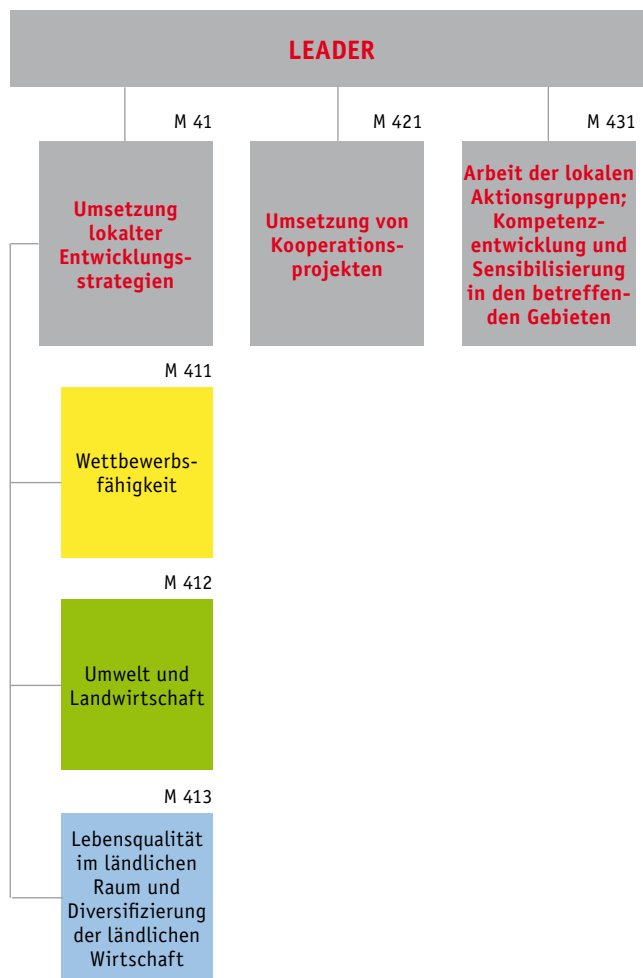 LEADER
M 41
Umsetzung
lokalter
Entwicklungs-
strategien
M 421
Umsetzung von
Kooperations-
projekten
M 431
Arbeit der lokalen
Aktionsgruppen;
Kompetenz-
entwicklung und
Sensibilisierung
in den betreffen-
den Gebieten
M 411
Wettbewerbs-
fähigkeit
M 412
Umwelt und
Landwirtschaft
M 413
Lebensqualität
im ländlichen
Raum und
Diversifizierung
der ländlichen
Wirtschaft